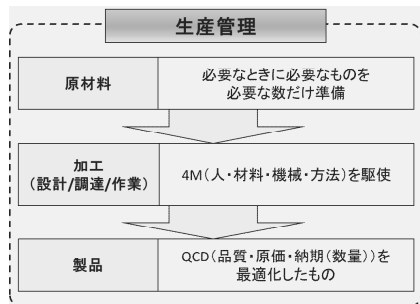 生産管理
原材料
必要なときに必要なものを
必要な数だけ準備
加工
(設計/調達/作業)
4M(人・材料・機械・方法)を駆使
製品
QCD(品質・原価・納期(数量))を
最適化したもの